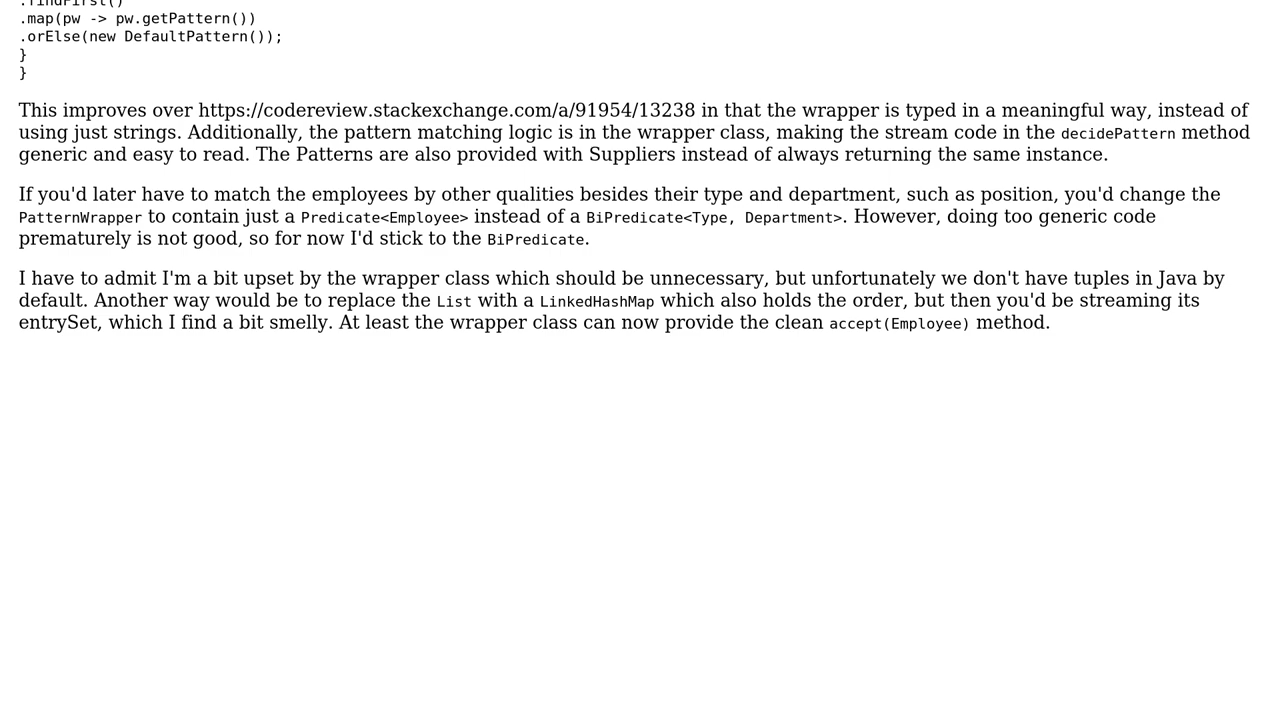 .findFirst()
.map(pw -> pw.getPattern())
.orElse(new DefaultPattern());
}
}
This improves over https://codereview.stackexchange.com/a/91954/13238 in that the wrapper is typed in a meaningful way, instead of
using just strings. Additionally, the pattern matching logic is in the wrapper class, making the stream code in the decidePattern method
generic and easy to read. The Patterns are also provided with Suppliers instead of always returning the same instance.
If you'd later have to match the employees by other qualities besides their type and department, such as position, you'd change the
PatternWrapper to contain just a Predicate<Employee> instead of a BiPredicate<Type, Department>. However, doing too generic code
prematurely is not good, so for now I'd stick to the BiPredicate.
I have to admit I'm a bit upset by the wrapper class which should be unnecessary, but unfortunately we don't have tuples in Java by
default. Another way would be to replace the List with a LinkedHashMap which also holds the order, but then you'd be streaming its
entrySet, which I find a bit smelly. At least the wrapper class can now provide the clean accept(Employee) method.